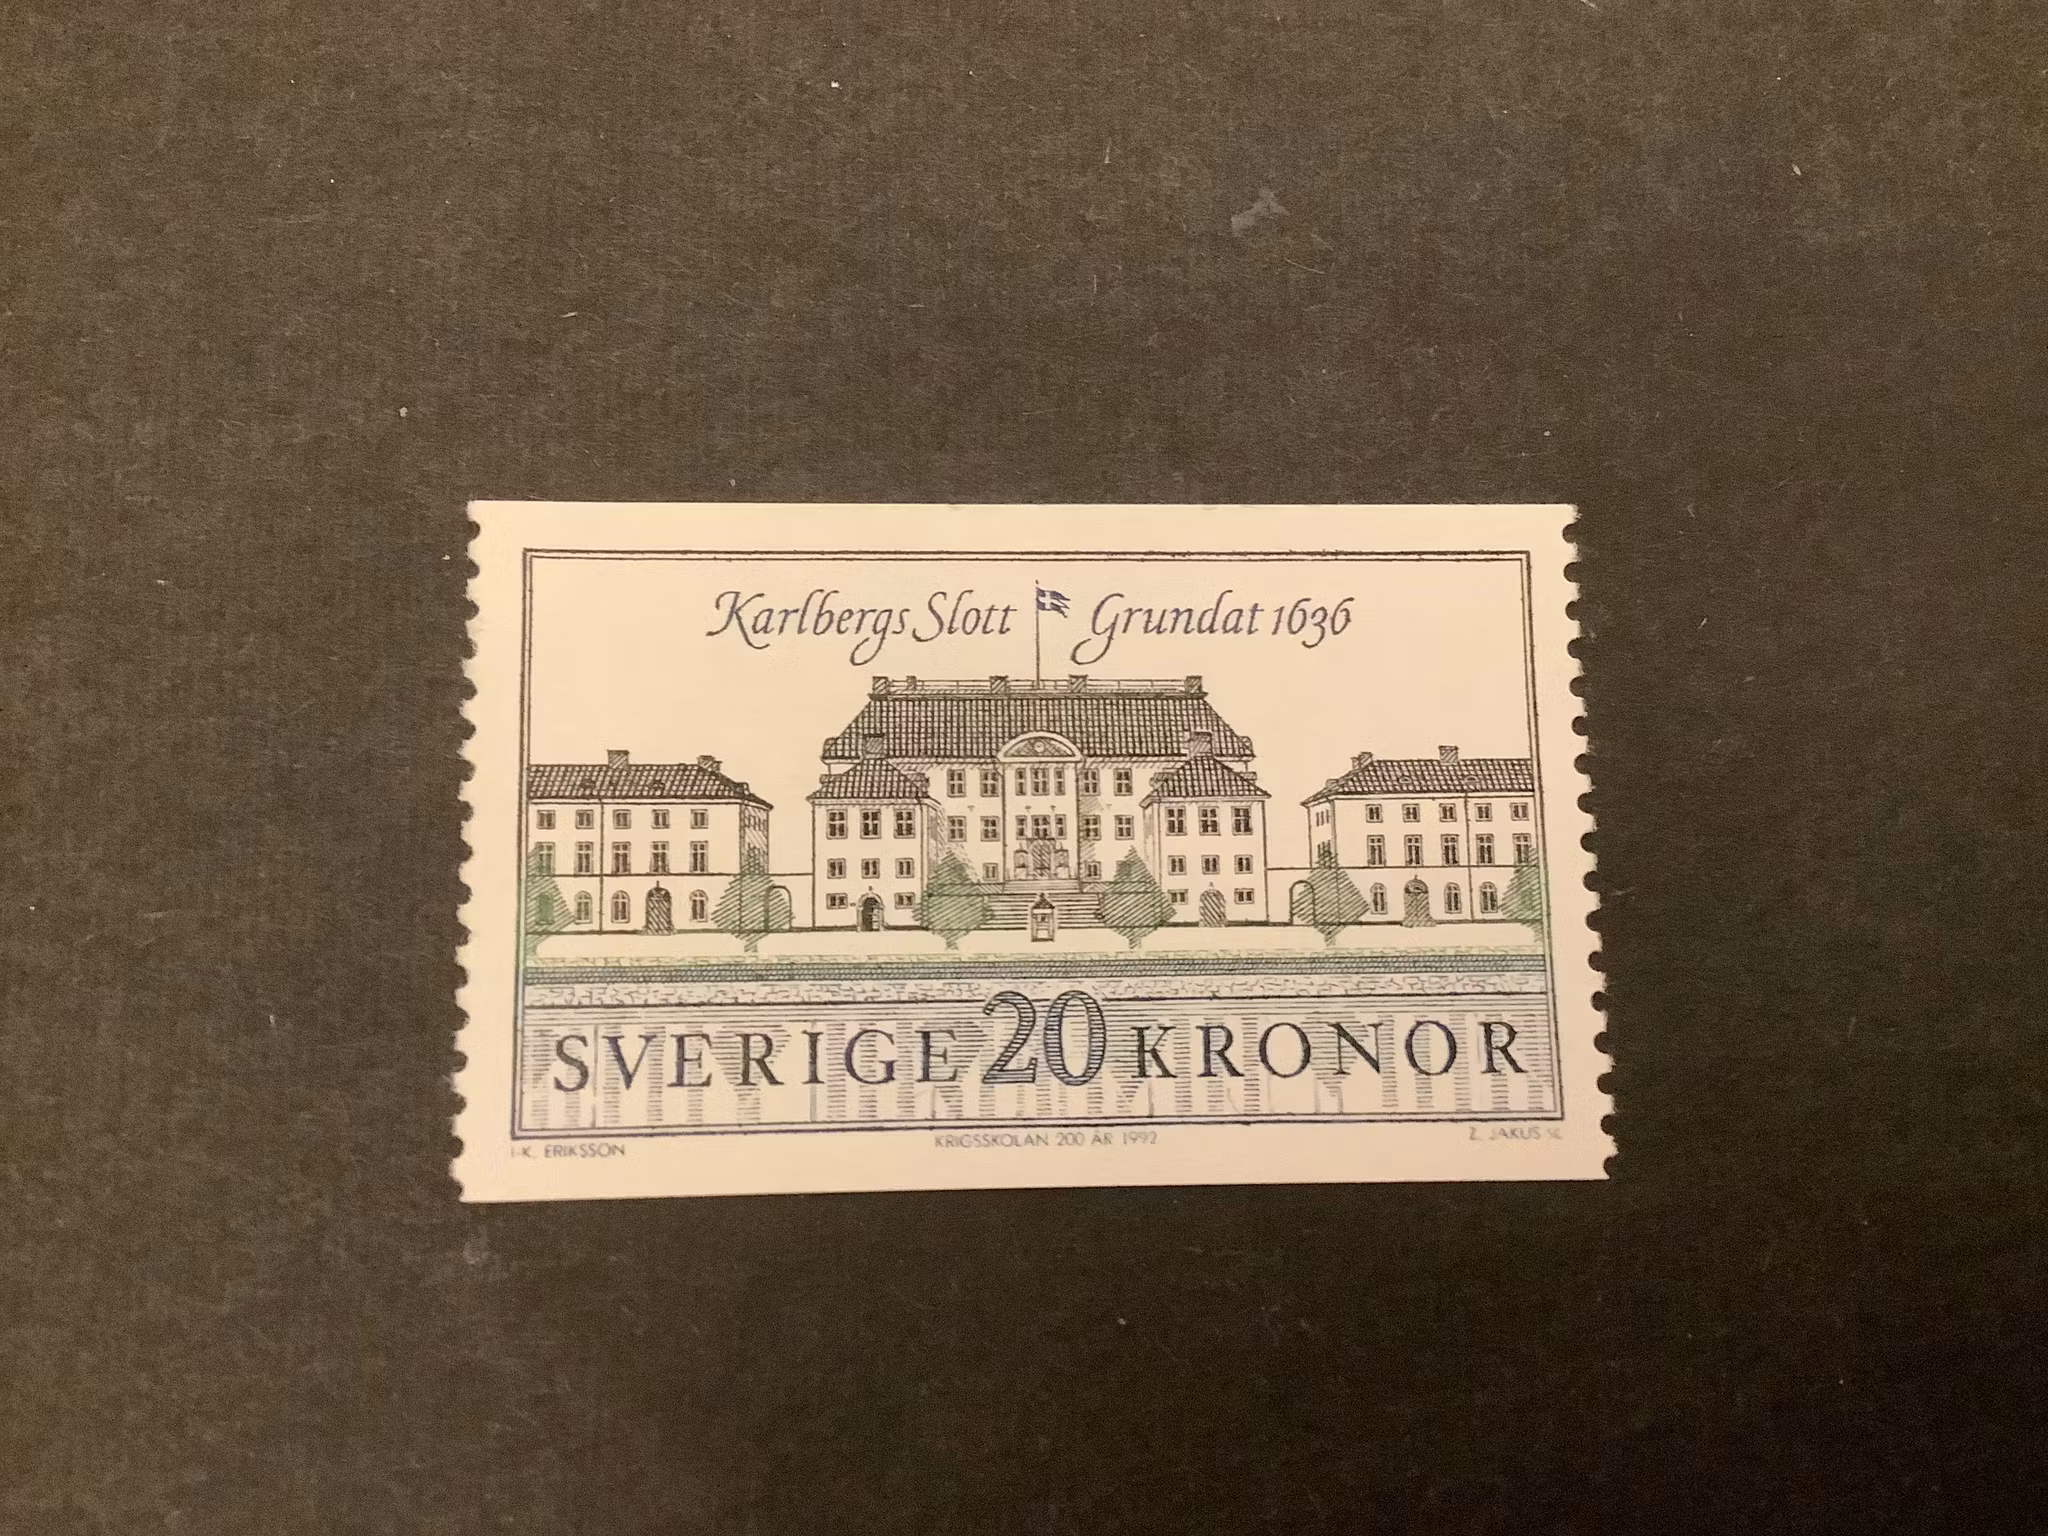 Karlbergs Slott Grundat 1636
SVERIGE 20 KRONOR
I-K. ERIKSSON KRIGSSKOLAN 200 ÅR 1992 Z. JAKUS SC